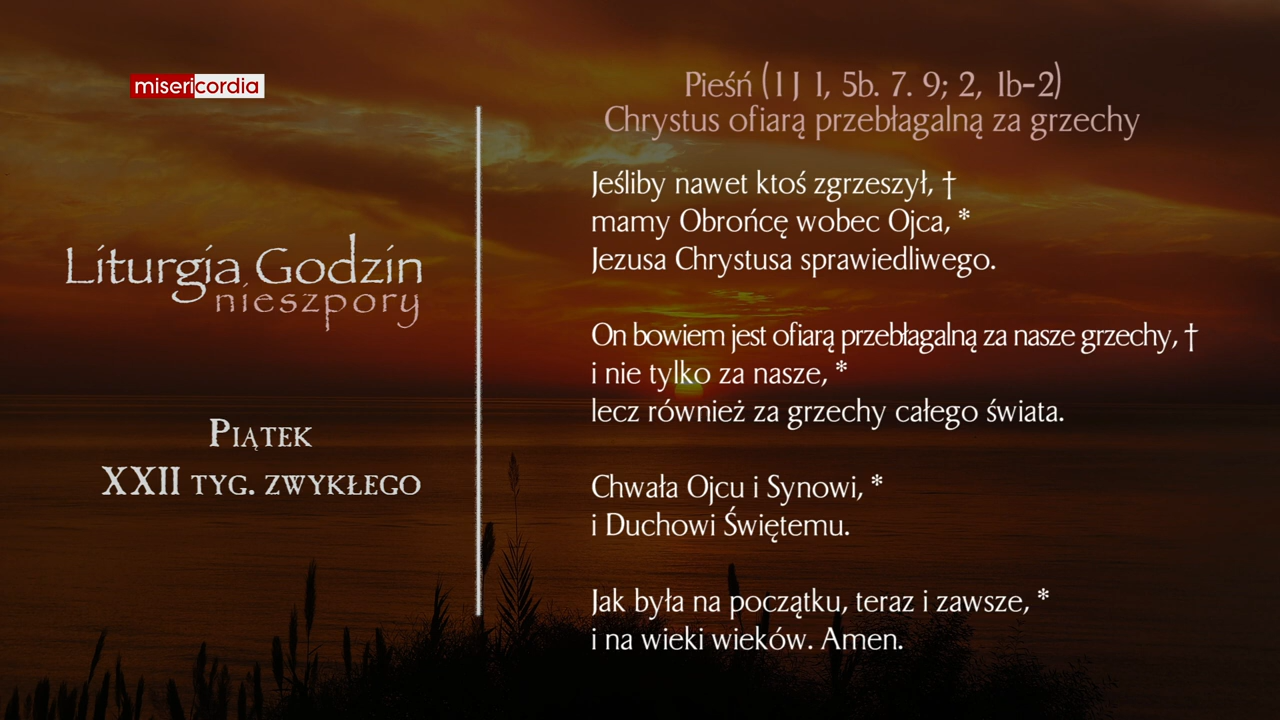 misericordia
Liturgia Godzin
nieszpory
Piątek
XXII tyg. zwykłego
Pieśń (1 J 1, 5b. 7. 9; 2, 1b-2)
Chrystus ofiarą przebłagalną za grzechy
Jeśliby nawet ktoś zgrzeszył, †
mamy Obrońcę wobec Ojca, *
Jezusa Chrystusa sprawiedliwego.
On bowiem jest ofiarą przebłagalną za nasze grzechy, †
i nie tylko za nasze, *
lecz również za grzechy całego świata.
Chwała Ojcu i Synowi, *
i Duchowi Świętemu.
Jak była na początku, teraz i zawsze, *
i na wieki wieków. Amen.